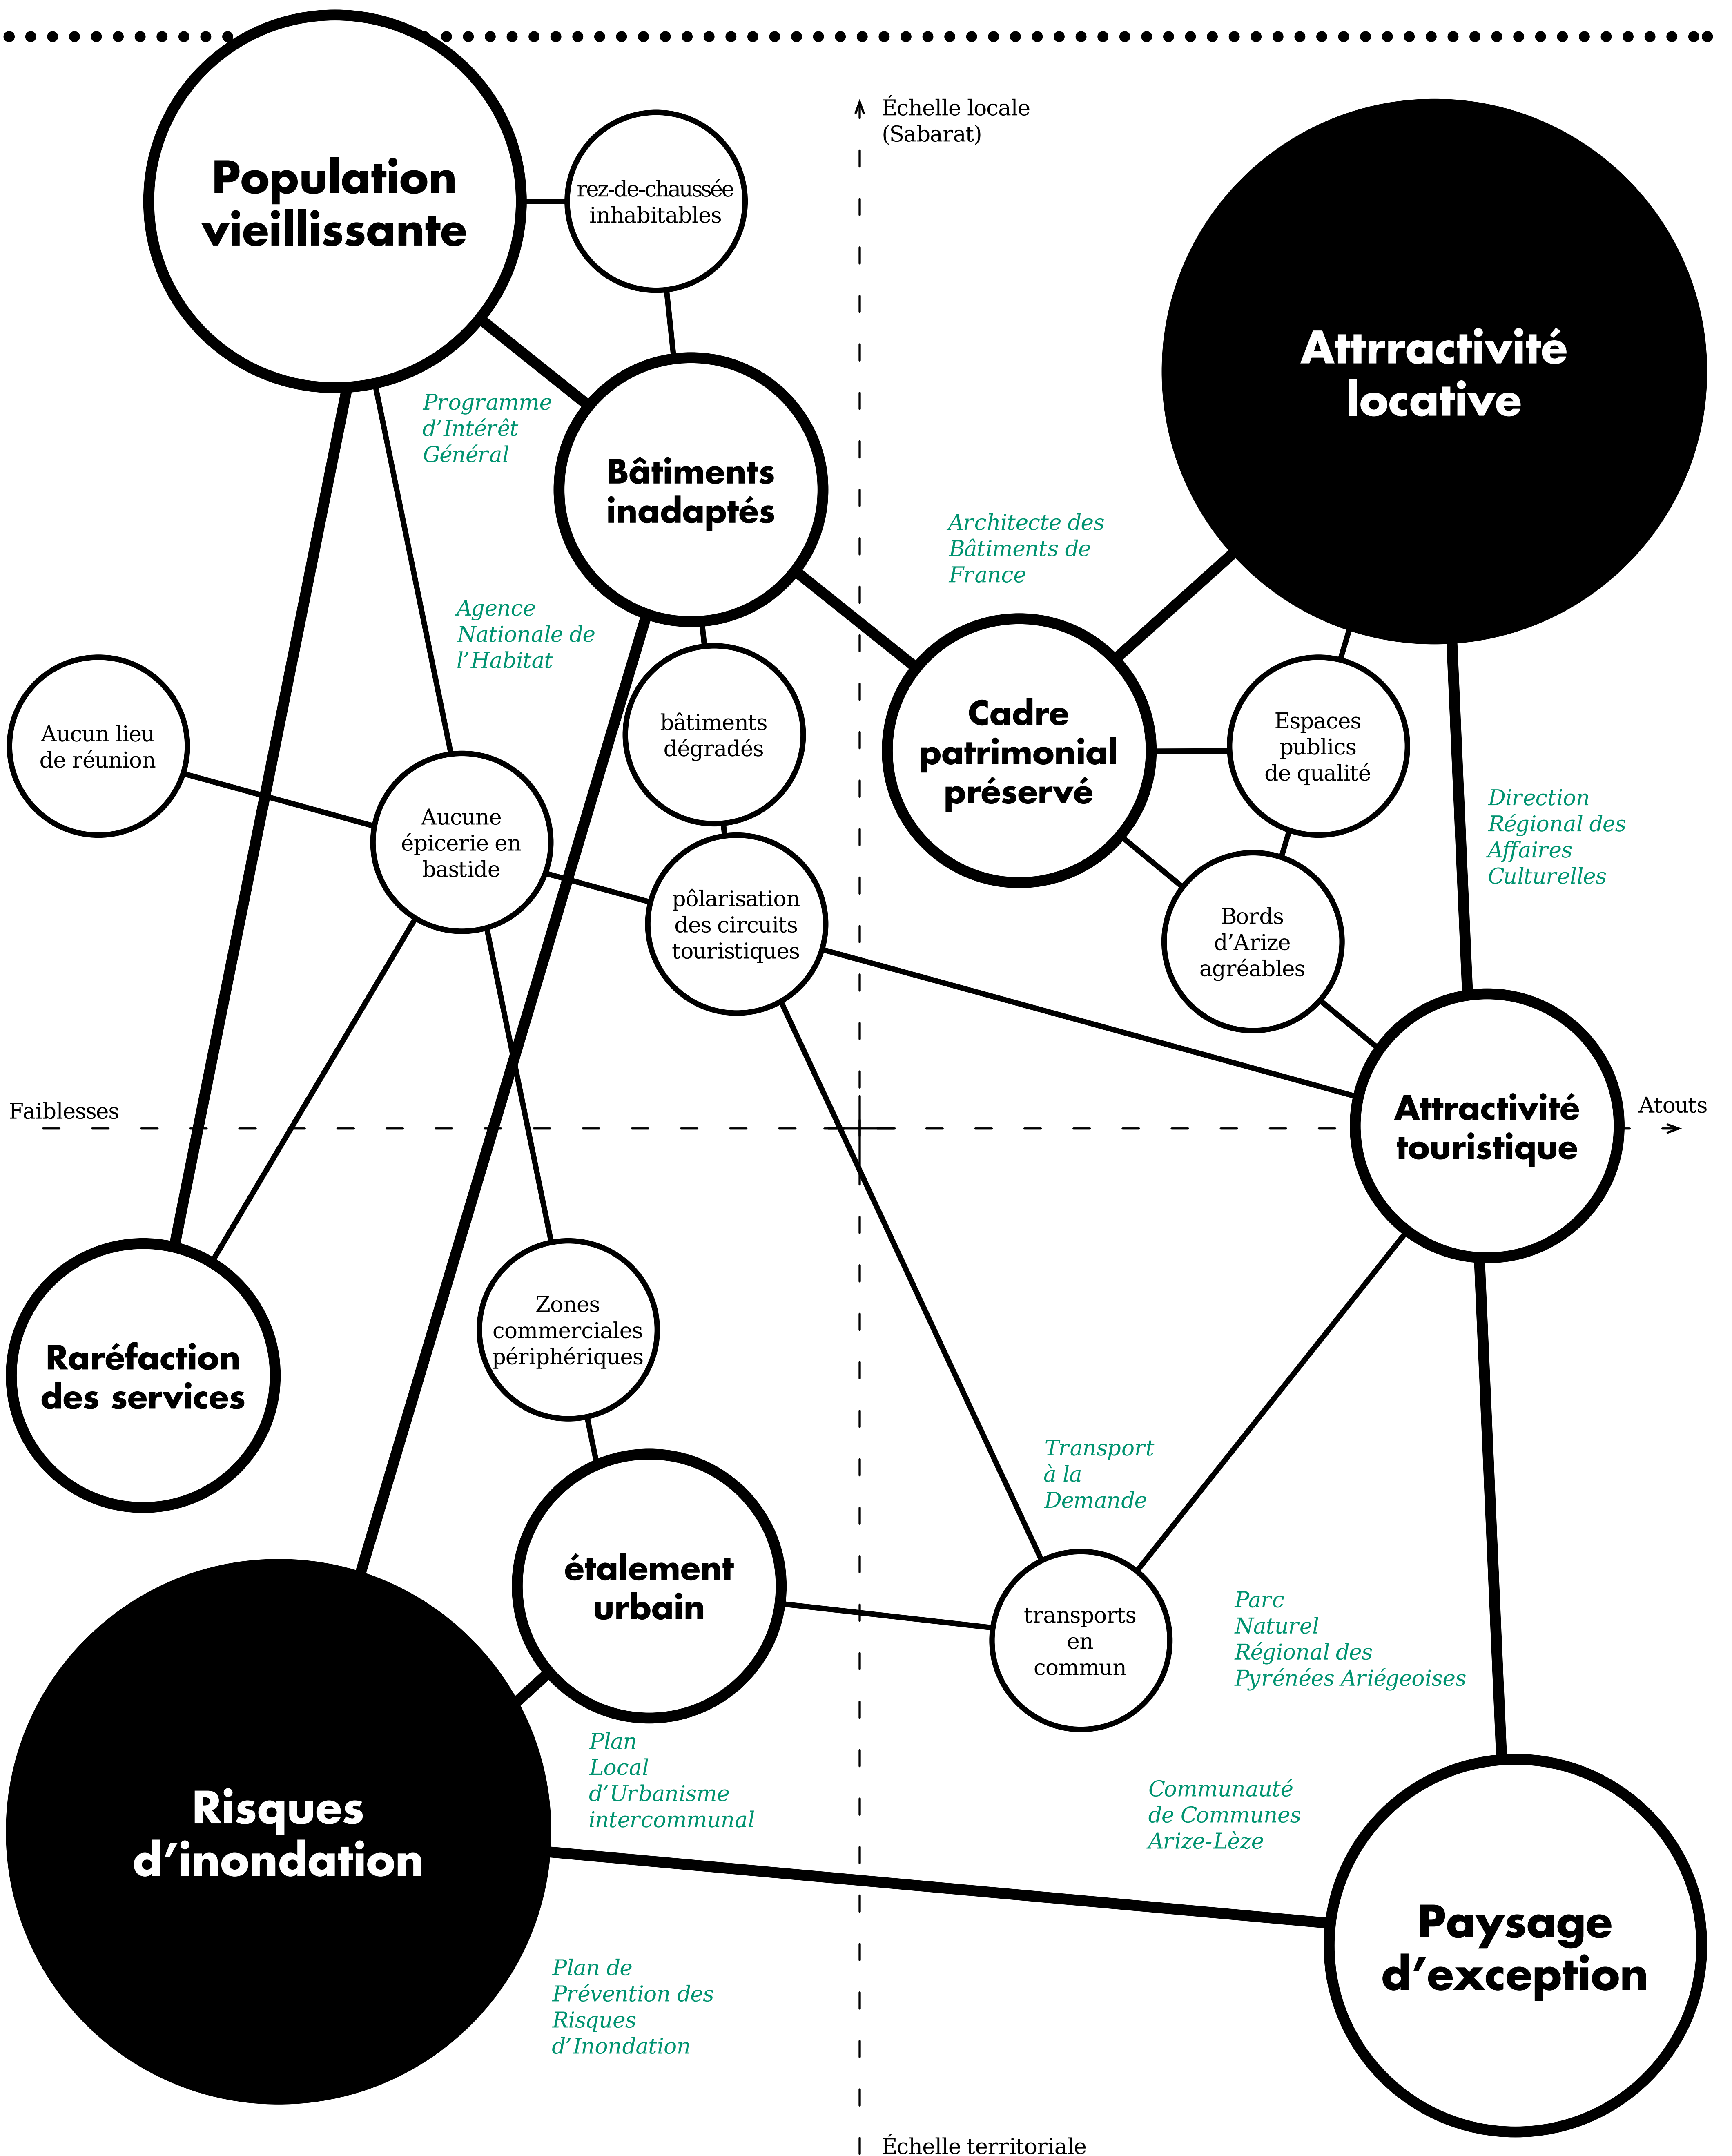 Échelle locale
(Sabarat)
Population
vieillissante
rez-de-chaussée
inhabitables
Attrractivité
locative
Programme
d’Intérêt
Général
Bâtiments
inadaptés
Architecte des
Bâtiments de
France
Agence
Nationale de
l’Habitat
Aucun lieu
de réunion
bâtiments
dégradés
Cadre
patrimonial
préservé
Espaces
publics
de qualité
Direction
Régional des
Affaires
Culturelles
Aucune
épicerie en
bastide
pôlarisation
des circuits
touristiques
Bords
d’Arize
agréables
Faiblesses
Attractivité
touristique
Atouts
Raréfaction
des services
Zones
commerciales
périphériques
Transport
à la
Demande
étalement
urbain
transports
en
commun
Parc
Naturel
Régional des
Pyrénées Ariégeoises
Plan
Local
d’Urbanisme
intercommunal
Communauté
de Communes
Arize-Lèze
Risques
d’inondation
Paysage
d’exception
Plan de
Prévention des
Risques
d’Inondation
Échelle territoriale